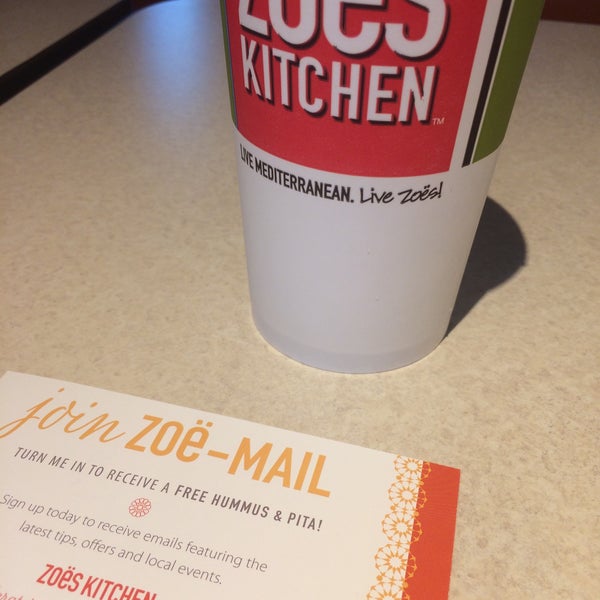 ZOËS
KITCHEN™
LIVE MEDITERRANEAN. Live Zoës!
join ZOË-MAIL
TURN ME IN TO RECEIVE A FREE HUMMUS & PITA!
Sign up today to receive emails featuring the
latest tips, offers and local events.
ZOËS KITCHEN